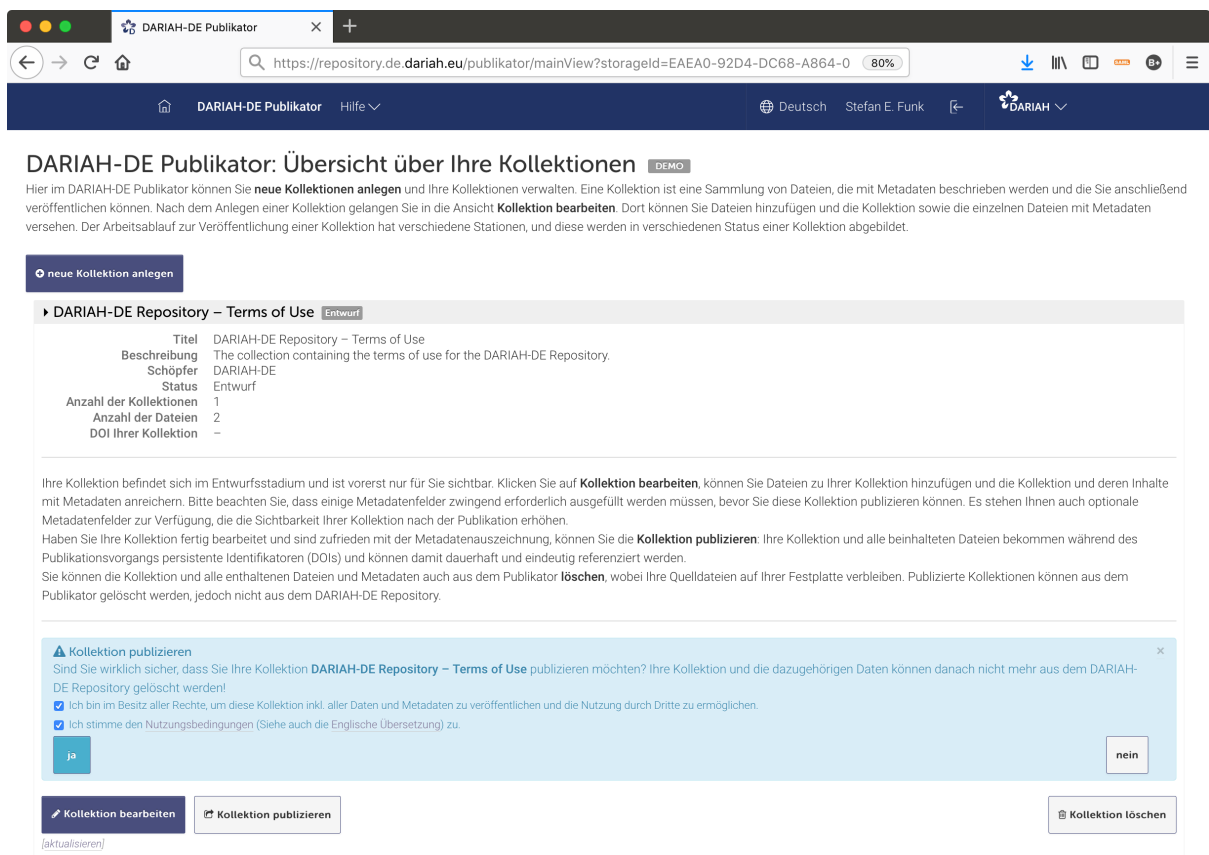 DARIAH-DE Publikator
https://repository.de.dariah.eu/publikator/mainView?storageId=EAEA0-92D4-DC68-A864-0 80%
DARIAH-DE Publikator Hilfe Deutsch Stefan E. Funk DARIAH
DARIAH-DE Publikator: Übersicht über Ihre Kollektionen DEMO
Hier im DARIAH-DE Publikator können Sie neue Kollektionen anlegen und Ihre Kollektionen verwalten. Eine Kollektion ist eine Sammlung von Dateien, die mit Metadaten beschrieben werden und die Sie anschließend
veröffentlichen können. Nach dem Anlegen einer Kollektion gelangen Sie in die Ansicht Kollektion bearbeiten. Dort können Sie Dateien hinzufügen und die Kollektion sowie die einzelnen Dateien mit Metadaten
versehen. Der Arbeitsablauf zur Veröffentlichung einer Kollektion hat verschiedene Stationen, und diese werden in verschiedenen Status einer Kollektion abgebildet.
neue Kollektion anlegen
DARIAH-DE Repository – Terms of Use Entwurf
Titel DARIAH-DE Repository – Terms of Use
Beschreibung The collection containing the terms of use for the DARIAH-DE Repository.
Schöpfer DARIAH-DE
Status Entwurf
Anzahl der Kollektionen 1
Anzahl der Dateien 2
DOI Ihrer Kollektion –
Ihre Kollektion befindet sich im Entwurfsstadium und ist vorerst nur für Sie sichtbar. Klicken Sie auf Kollektion bearbeiten, können Sie Dateien zu Ihrer Kollektion hinzufügen und die Kollektion und deren Inhalte
mit Metadaten anreichern. Bitte beachten Sie, dass einige Metadatenfelder zwingend erforderlich ausgefüllt werden müssen, bevor Sie diese Kollektion publizieren können. Es stehen Ihnen auch optionale
Metadatenfelder zur Verfügung, die die Sichtbarkeit Ihrer Kollektion nach der Publikation erhöhen.
Haben Sie Ihre Kollektion fertig bearbeitet und sind zufrieden mit der Metadatenauszeichnung, können Sie die Kollektion publizieren: Ihre Kollektion und alle beinhalteten Dateien bekommen während des
Publikationsvorgangs persistente Identifikatoren (DOIs) und können damit dauerhaft und eindeutig referenziert werden.
Sie können die Kollektion und alle enthaltenen Dateien und Metadaten auch aus dem Publikator löschen, wobei Ihre Quelldateien auf Ihrer Festplatte verbleiben. Publizierte Kollektionen können aus dem
Publikator gelöscht werden, jedoch nicht aus dem DARIAH-DE Repository.
Kollektion publizieren ×
Sind Sie wirklich sicher, dass Sie Ihre Kollektion DARIAH-DE Repository – Terms of Use publizieren möchten? Ihre Kollektion und die dazugehörigen Daten können danach nicht mehr aus dem DARIAH-
DE Repository gelöscht werden!
Ich bin im Besitz aller Rechte, um diese Kollektion inkl. aller Daten und Metadaten zu veröffentlichen und die Nutzung durch Dritte zu ermöglichen.
Ich stimme den Nutzungsbedingungen (Siehe auch die Englische Übersetzung) zu.
ja nein
Kollektion bearbeiten Kollektion publizieren Kollektion löschen
[aktualisieren]